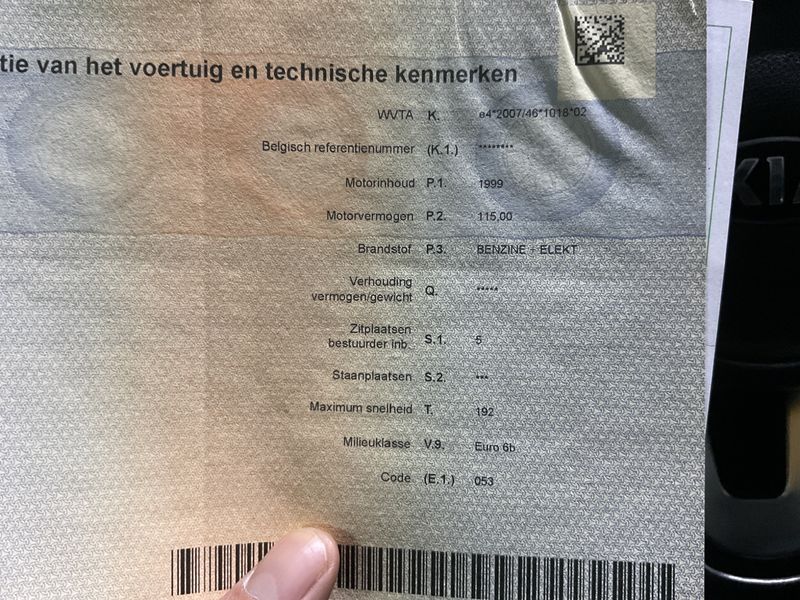 tie van het voertuig en technische kenmerken
WVTA K. e4*2007/46*1018*02
Belgisch referentienummer (K.1.) ********
Motorinhoud P.1. 1999
Motorvermogen P.2. 115,00
Brandstof P.3. BENZINE + ELEKT
Verhouding
vermogen/gewicht Q. *****
Zitplaatsen
bestuurder inb. S.1. 5
Staanplaatsen S.2. ***
Maximum snelheid T. 192
Milieuklasse V.9. Euro 6b
Code (E.1.) 053
KIA